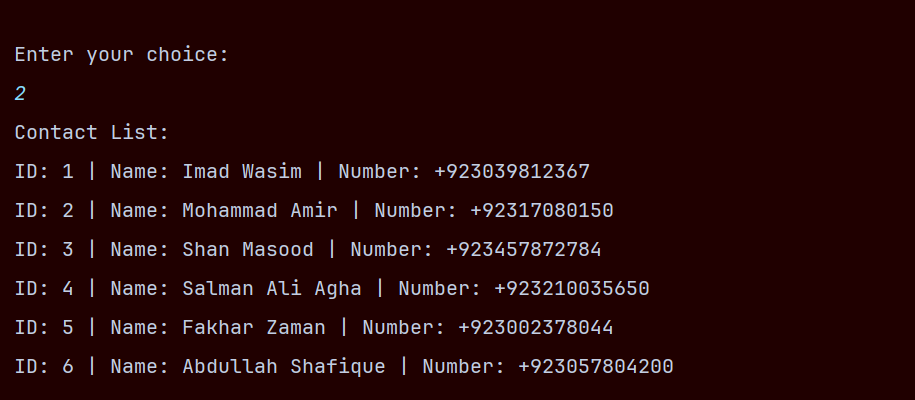 Enter your choice:
2
Contact List:
ID: 1 | Name: Imad Wasim | Number: +923039812367
ID: 2 | Name: Mohammad Amir | Number: +92317080150
ID: 3 | Name: Shan Masood | Number: +923457872784
ID: 4 | Name: Salman Ali Agha | Number: +923210035650
ID: 5 | Name: Fakhar Zaman | Number: +923002378044
ID: 6 | Name: Abdullah Shafique | Number: +923057804200